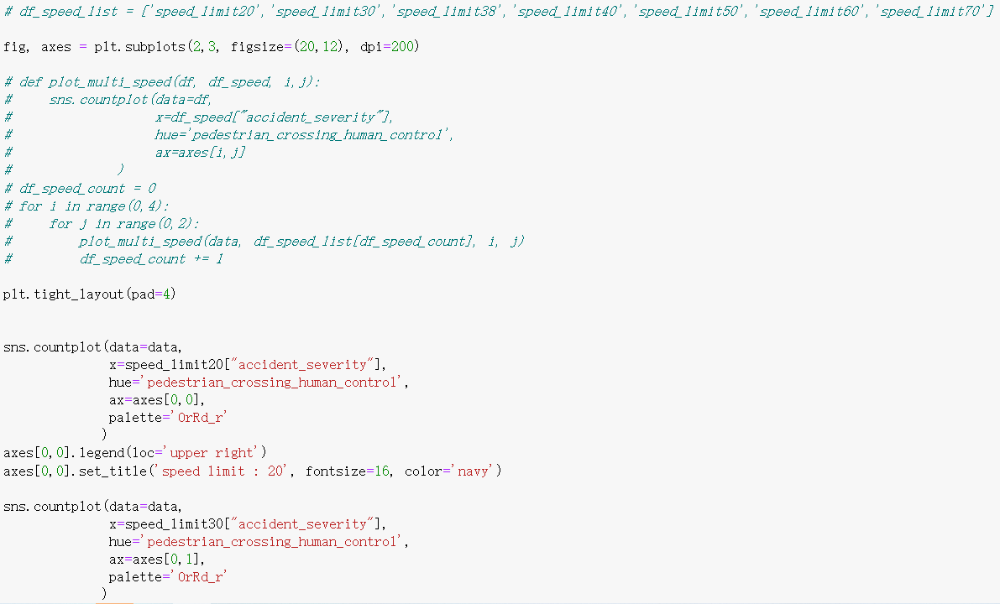 # df_speed_list = ['speed_limit20','speed_limit30','speed_limit38','speed_limit40','speed_limit50','speed_limit60','speed_limit70']

fig, axes = plt.subplots(2,3, figsize=(20,12), dpi=200)

# def plot_multi_speed(df, df_speed, i,j):
#     sns.countplot(data=df,
#                   x=df_speed["accident_severity"],
#                   hue='pedestrian_crossing_human_control',
#                   ax=axes[i,j]
#              )
# df_speed_count = 0
# for i in range(0,4):
#     for j in range(0,2):
#         plot_multi_speed(data, df_speed_list[df_speed_count], i, j)
#         df_speed_count += 1

plt.tight_layout(pad=4)


sns.countplot(data=data,
              x=speed_limit20["accident_severity"],
              hue='pedestrian_crossing_human_control',
              ax=axes[0,0],
              palette='OrRd_r'
             )
axes[0,0].legend(loc='upper right')
axes[0,0].set_title('speed limit : 20', fontsize=16, color='navy')

sns.countplot(data=data,
              x=speed_limit30["accident_severity"],
              hue='pedestrian_crossing_human_control',
              ax=axes[0,1],
              palette='OrRd_r'
             )